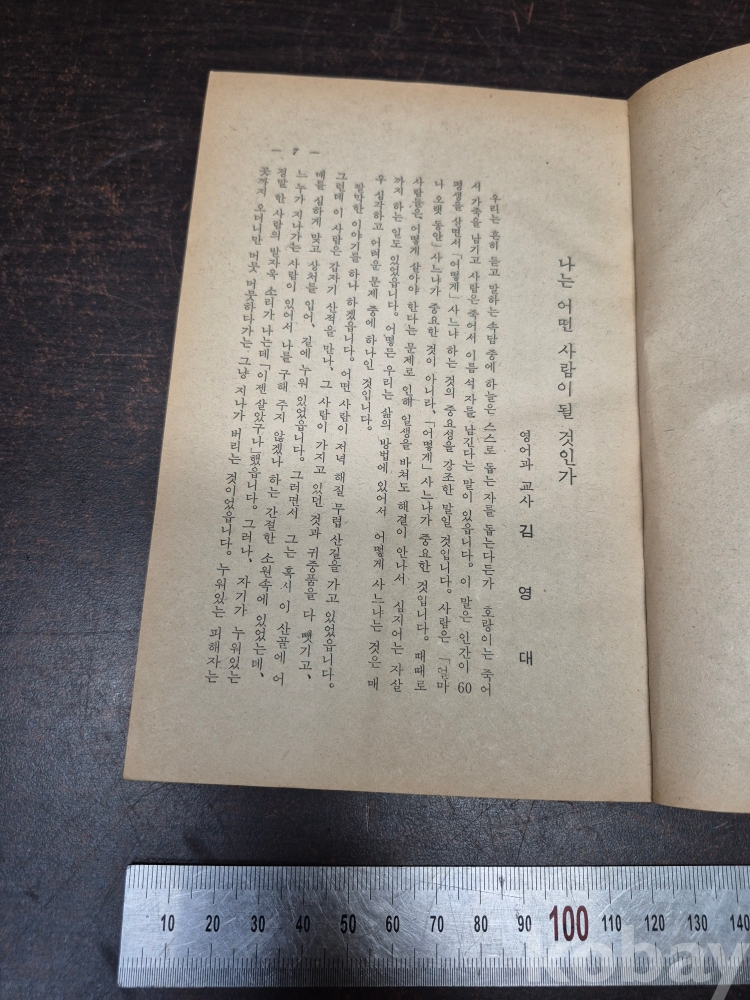 나는 어떤 사람이 될 것인가
영어과 교사 김 영 대
우리는 흔히 듣고 말하는 속담 중에 하늘은 스스로 돕는 자를 돕는다든가 호랑이는 죽어
서 가죽을 남기고 사람은 죽어서 이름 석자를 남긴다는 말이 있읍니다. 이 말은 인간이 60
평생을 살면서 「어떻게」 사느냐 하는 것의 중요성을 강조한 말일 것입니다. 사람은 「얼마
나 오랫 동안」 사느냐가 중요한 것이 아니라, 「어떻게」 사느냐가 중요한 것입니다. 때때로
사람들은 어떻게 살아야 한다는 문제로 인해 일생을 바쳐도 해결이 안나서 심지어는 자살
까지 하는 일도 있었읍니다. 어떻든 우리는 삶의 방법에 있어서 어떻게 사느냐는 것은 매
우 심각하고 어려운 문제 중에 하나인 것입니다.
짤막한 이야기를 하나 하겠읍니다. 어떤 사람이 저녁 해질 무렵 산길을 가고 있었읍니다.
그런데 이 사람은 갑자기 산적을 만나, 그 사람이 가지고 있던 것과 귀중품을 다 뺏기고,
매를 심하게 맞고 상처를 입어, 길에 누워 있었읍니다. 그러면서 그는 혹시 이 산골에 어
느 누가 지나가는 사람이 있어서 나를 구해 주지 않겠나 하는 간절한 소원속에 있었는데,
정말 한 사람의 발자욱 소리가 나는데 「이젠 살았구나」 했읍니다. 그러나, 자기가 누워있는
곳까지 오더니만 머뭇 머뭇하다가는 그냥 지나가 버리는 것이었읍니다. 누워있는 피해자는
— 7 —
10 20 30 40 50 60 70 80 90 100 110 120 130 140
kobay